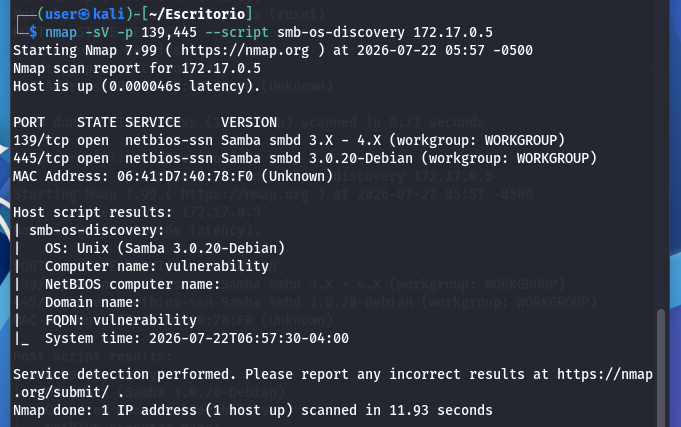 ┌──(user㉿kali)-[~/Escritorio]
└─$ nmap -sV -p 139,445 --script smb-os-discovery 172.17.0.5
Starting Nmap 7.99 ( https://nmap.org ) at 2026-07-22 05:57 -0500
Nmap scan report for 172.17.0.5
Host is up (0.000046s latency).
PORT    STATE SERVICE     VERSION
139/tcp open  netbios-ssn Samba smbd 3.X - 4.X (workgroup: WORKGROUP)
445/tcp open  netbios-ssn Samba smbd 3.0.20-Debian (workgroup: WORKGROUP)
MAC Address: 06:41:D7:40:78:F0 (Unknown)
Host script results:
| smb-os-discovery:
|   OS: Unix (Samba 3.0.20-Debian)
|   Computer name: vulnerability
|   NetBIOS computer name:
|   Domain name:
|   FQDN: vulnerability
|_  System time: 2026-07-22T06:57:30-04:00
Service detection performed. Please report any incorrect results at https://nmap
.org/submit/ .
Nmap done: 1 IP address (1 host up) scanned in 11.93 seconds